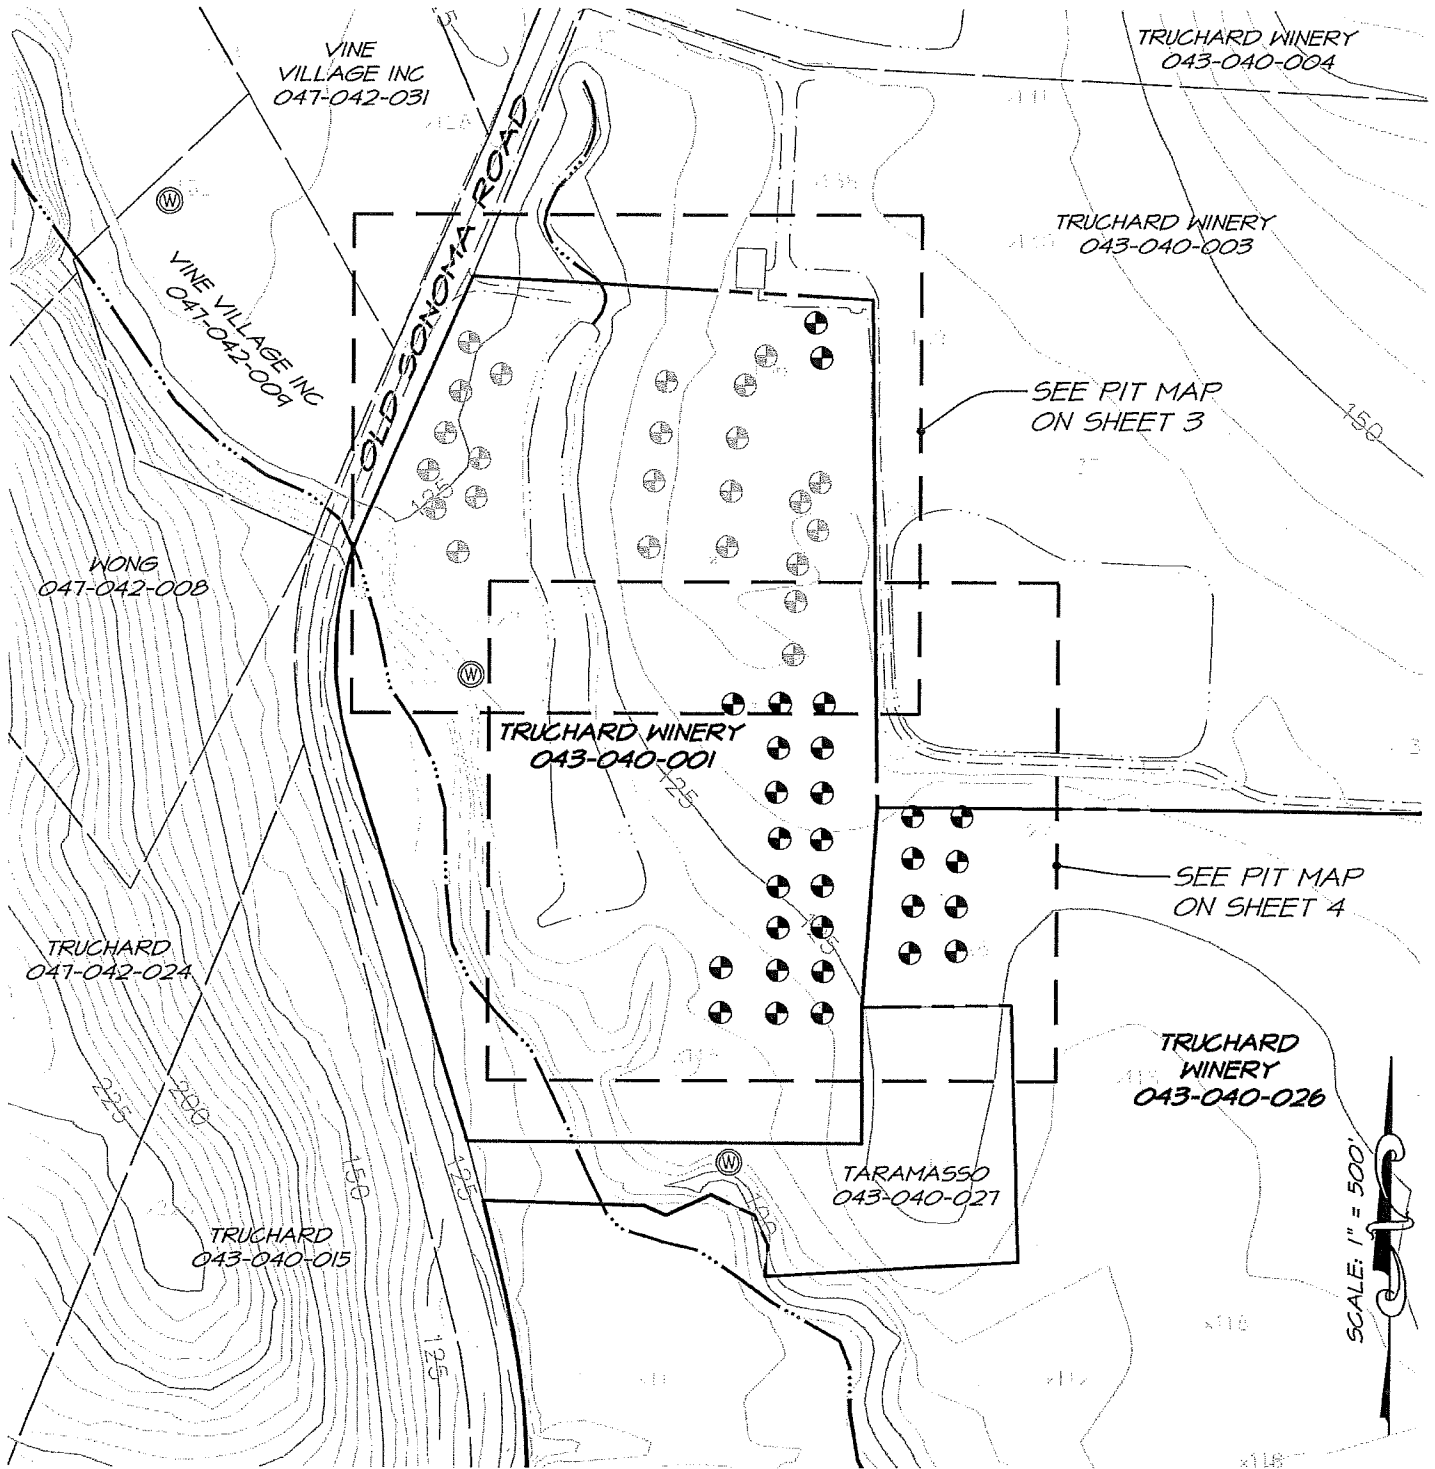 VINE
VILLAGE INC
047-042-031
TRUCHARD WINERY
043-040-004
OLD SONOMA ROAD
W
TRUCHARD WINERY
043-040-003
VINE VILLAGE INC
047-042-009
SEE PIT MAP
ON SHEET 3
150
125
WONG
047-042-008
W
TRUCHARD WINERY
043-040-001
125
SEE PIT MAP
ON SHEET 4
125
TRUCHARD
047-042-024
TRUCHARD
WINERY
043-040-026
225
200
150
125
W
TARAMASSO
043-040-027
100
TRUCHARD
043-040-015
SCALE: 1" = 500'
125
x118